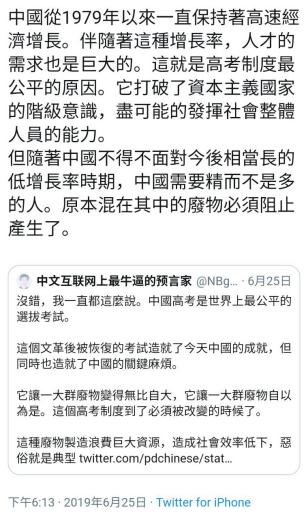 中國從1979年以來一直保持著高速經
濟增長。伴隨著這種增長率，人才的
需求也是巨大的。這就是高考制度最
公平的原因。它打破了資本主義國家
的階級意識，盡可能的發揮社會整體
人員的能力。
但隨著中國不得不面對今後相當長的
低增長率時期，中國需要精而不是多
的人。原本混在其中的廢物必須阻止
產生了。
中文互联网上最牛逼的预言家 @NBg... · 6月25日
沒錯，我一直都這麼說。中國高考是世界上最公平的
選拔考試。
這個文革後被恢復的考試造就了今天中國的成就，但
同時也造就了中國的關鍵麻煩。
它讓一大群廢物變得無比自大，它讓一大群廢物自以
為是。這個高考制度到了必須被改變的時候了。
這種廢物製造浪費巨大資源，造成社會效率低下，惡
俗就是典型 twitter.com/pdchinese/stat...
下午6:13 · 2019年6月25日 · Twitter for iPhone